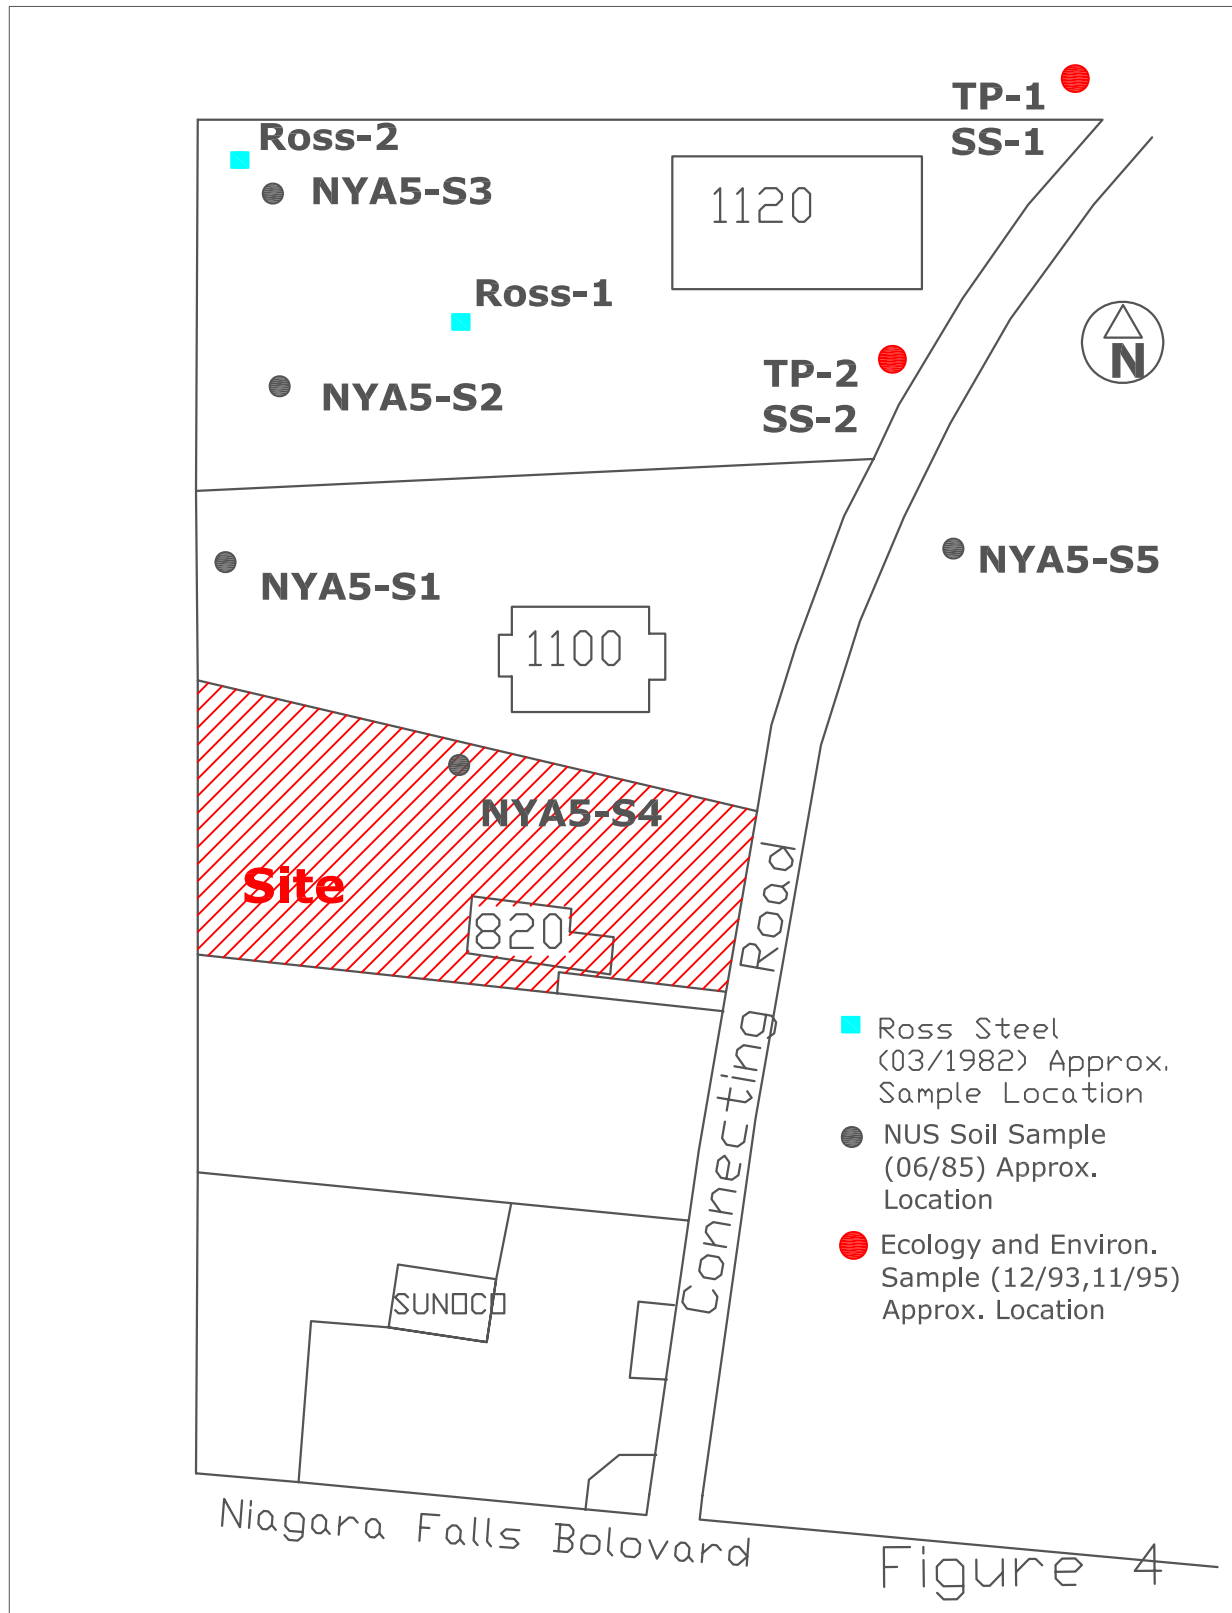 TP-1
SS-1
Ross-2
NYA5-S3
1120
Ross-1
N
TP-2
SS-2
NYA5-S2
NYA5-S5
NYA5-S1
1100
NYA5-S4
Site
820
Connecting Road
Ross Steel
(03/1982) Approx.
Sample Location
NUS Soil Sample
(06/85) Approx.
Location
Ecology and Environ.
Sample (12/93,11/95)
Approx. Location
SUNOCO
Niagara Falls Bolovard
Figure 4